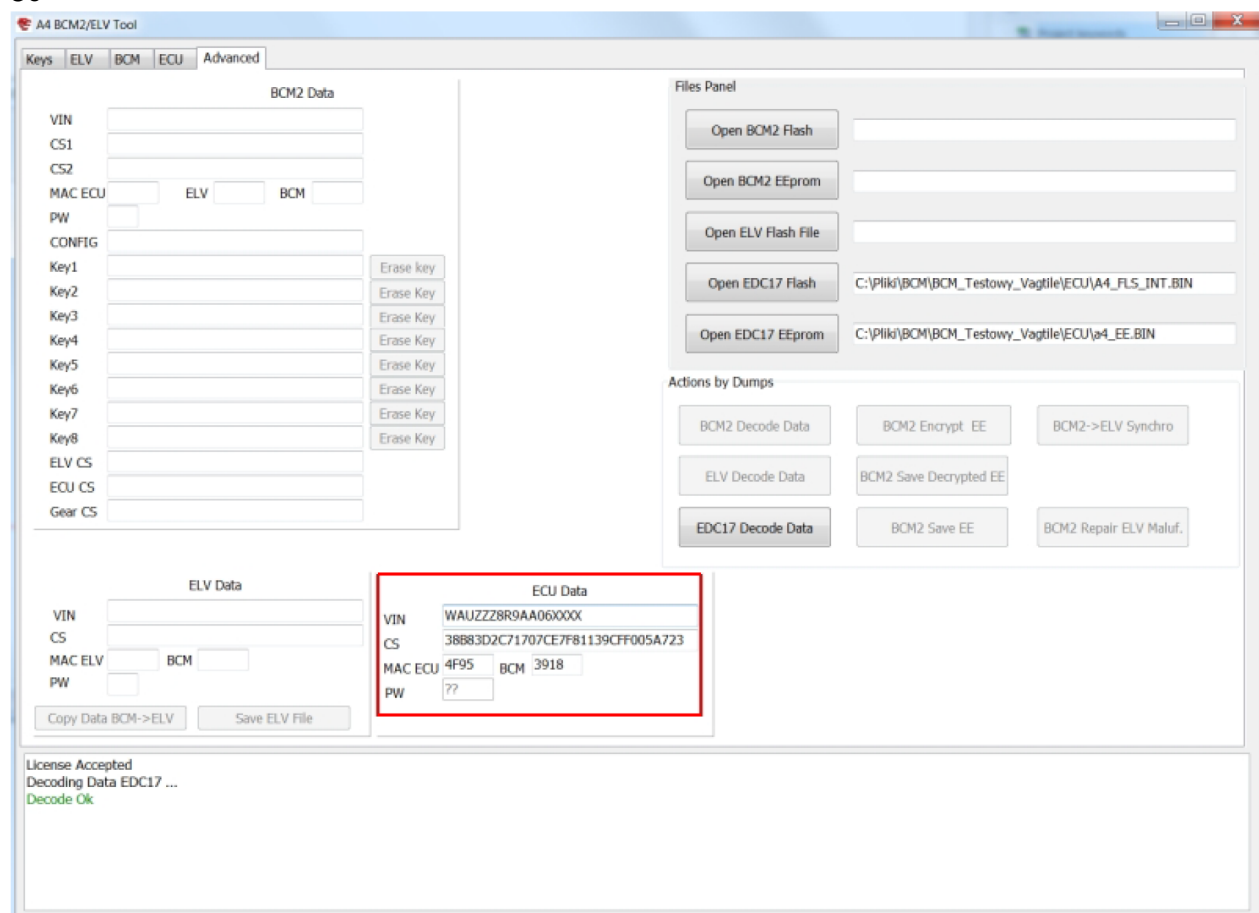 A4 BCM2/ELV Tool
Keys ELV BCM ECU Advanced
BCM2 Data
VIN
CS1
CS2
MAC ECU ELV BCM
PW
CONFIG
Key1 Erase key
Key2 Erase Key
Key3 Erase Key
Key4 Erase Key
Key5 Erase Key
Key6 Erase Key
Key7 Erase Key
Key8 Erase Key
ELV CS
ECU CS
Gear CS
Files Panel
Open BCM2 Flash
Open BCM2 EEprom
Open ELV Flash File
Open EDC17 Flash C:\Pliki\BCM\BCM_Testowy_Vagtile\ECU\A4_FLS_INT.BIN
Open EDC17 EEprom C:\Pliki\BCM\BCM_Testowy_Vagtile\ECU\a4_EE.BIN
Actions by Dumps
BCM2 Decode Data BCM2 Encrypt EE BCM2->ELV Synchro
ELV Decode Data BCM2 Save Decrypted EE
EDC17 Decode Data BCM2 Save EE BCM2 Repair ELV Maluf.
ELV Data
VIN
CS
MAC ELV BCM
PW
Copy Data BCM->ELV Save ELV File
ECU Data
VIN WAUZZZ8R9AA06XXXX
CS 38B83D2C71707CE7F81139CFF005A723
MAC ECU 4F95 BCM 3918
PW ??
License Accepted
Decoding Data EDC17 ...
Decode Ok